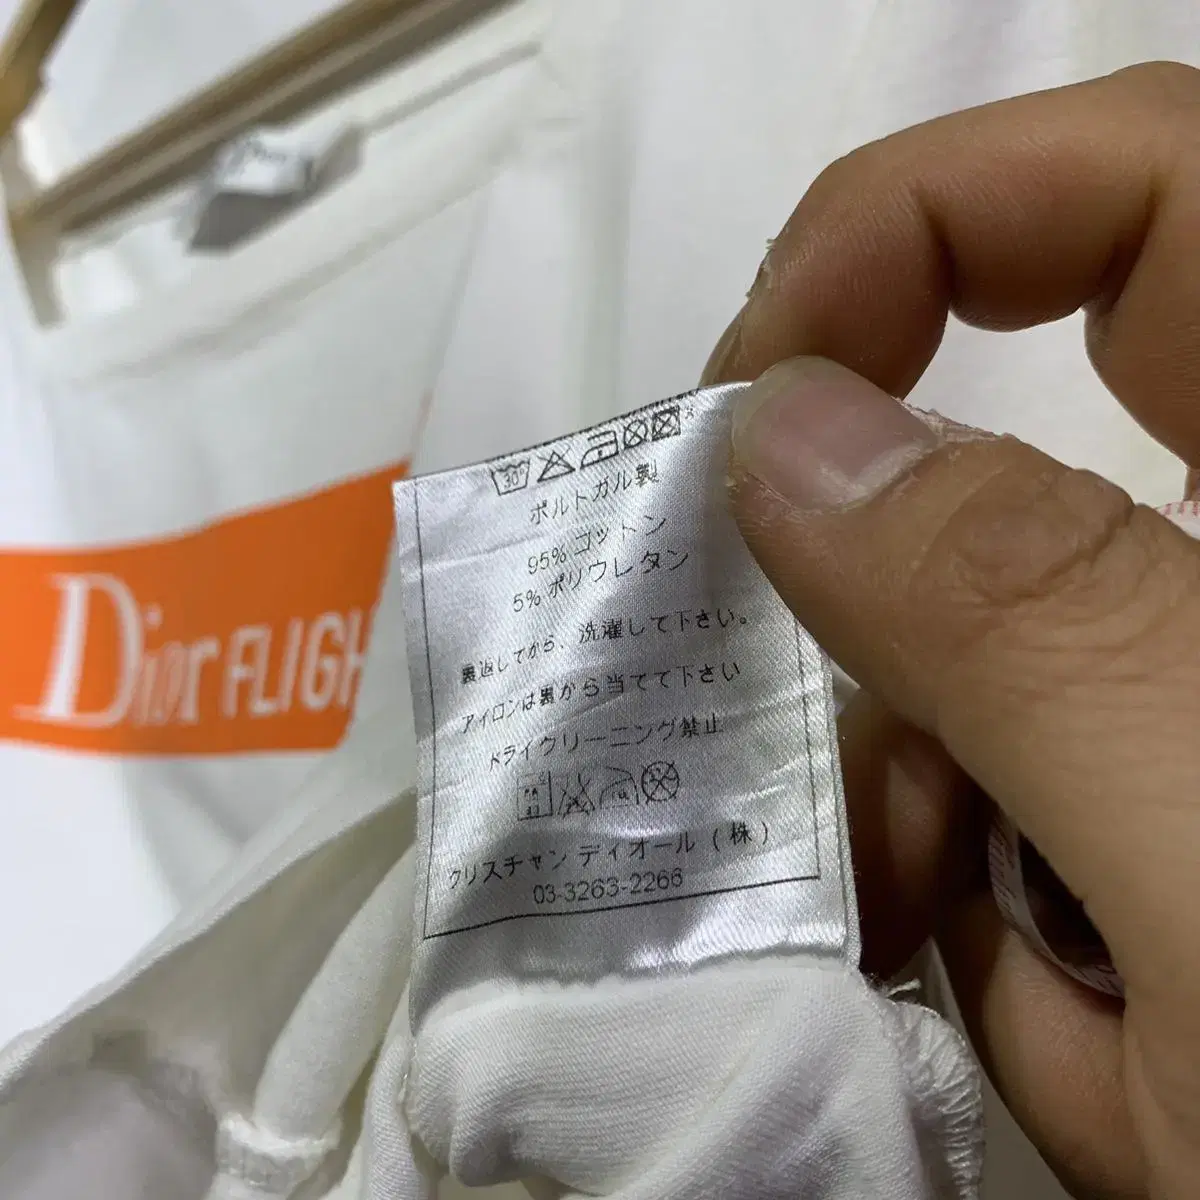 Dior FLIGH
30°
ポルトガル製
95% コットン
5% ポリウレタン
裏返してから、洗濯して下さい。
アイロンは裏から当てて下さい
ドライクリーニング禁止
クリスチャン ディオール (株)
03-3263-2266